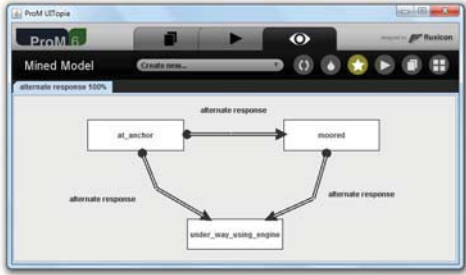 ProM UITopia
ProM 6
designed by Fluxicon
Mined Model
Create new...
alternate response 100%
alternate response
at_anchor
moored
alternate response
alternate response
under_way_using_engine